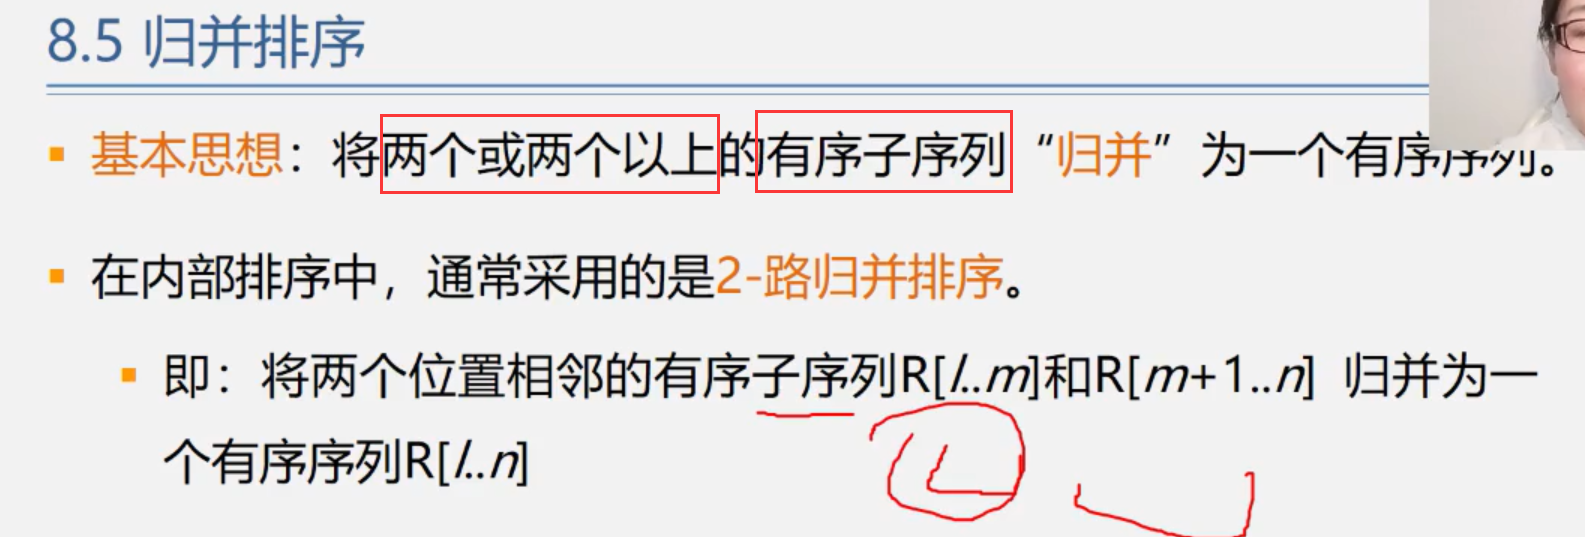 8.5 归并排序
基本思想：将两个或两个以上的有序子序列“归并”为一个有序序列。
在内部排序中，通常采用的是2-路归并排序。
即：将两个位置相邻的有序子序列R[l..m]和R[m+1..n] 归并为一
个有序序列R[l..n]